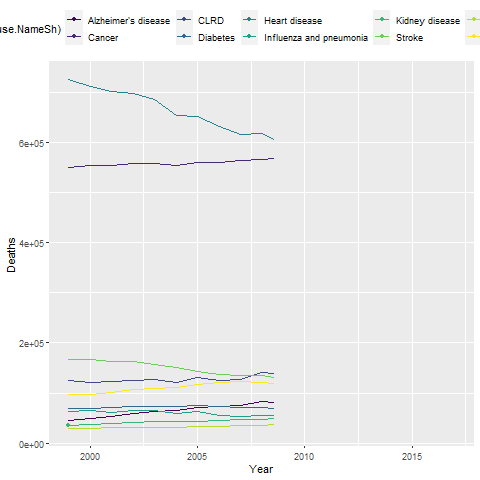 Alzheimer's disease CLRD Heart disease Kidney disease
use.NameSh)
Cancer Diabetes Influenza and pneumonia Stroke
6e+05
4e+05
2e+05
0e+00
Deaths
2000 2005 2010 2015
Year